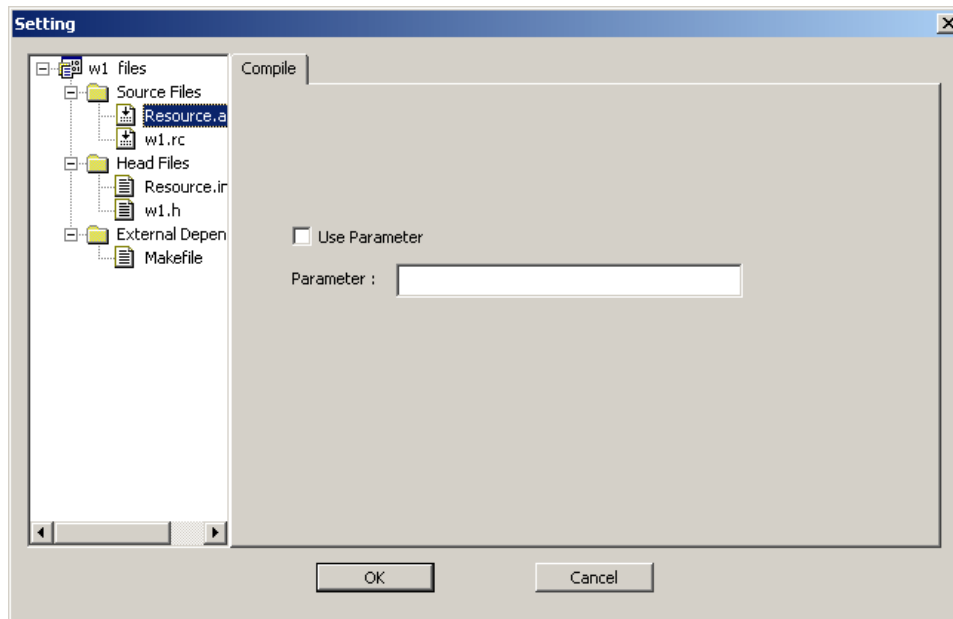 Setting
w1 files
Source Files
Resource.a
w1.rc
Head Files
Resource.ir
w1.h
External Depen
Makefile
Compile
Use Parameter
Parameter :
OK
Cancel